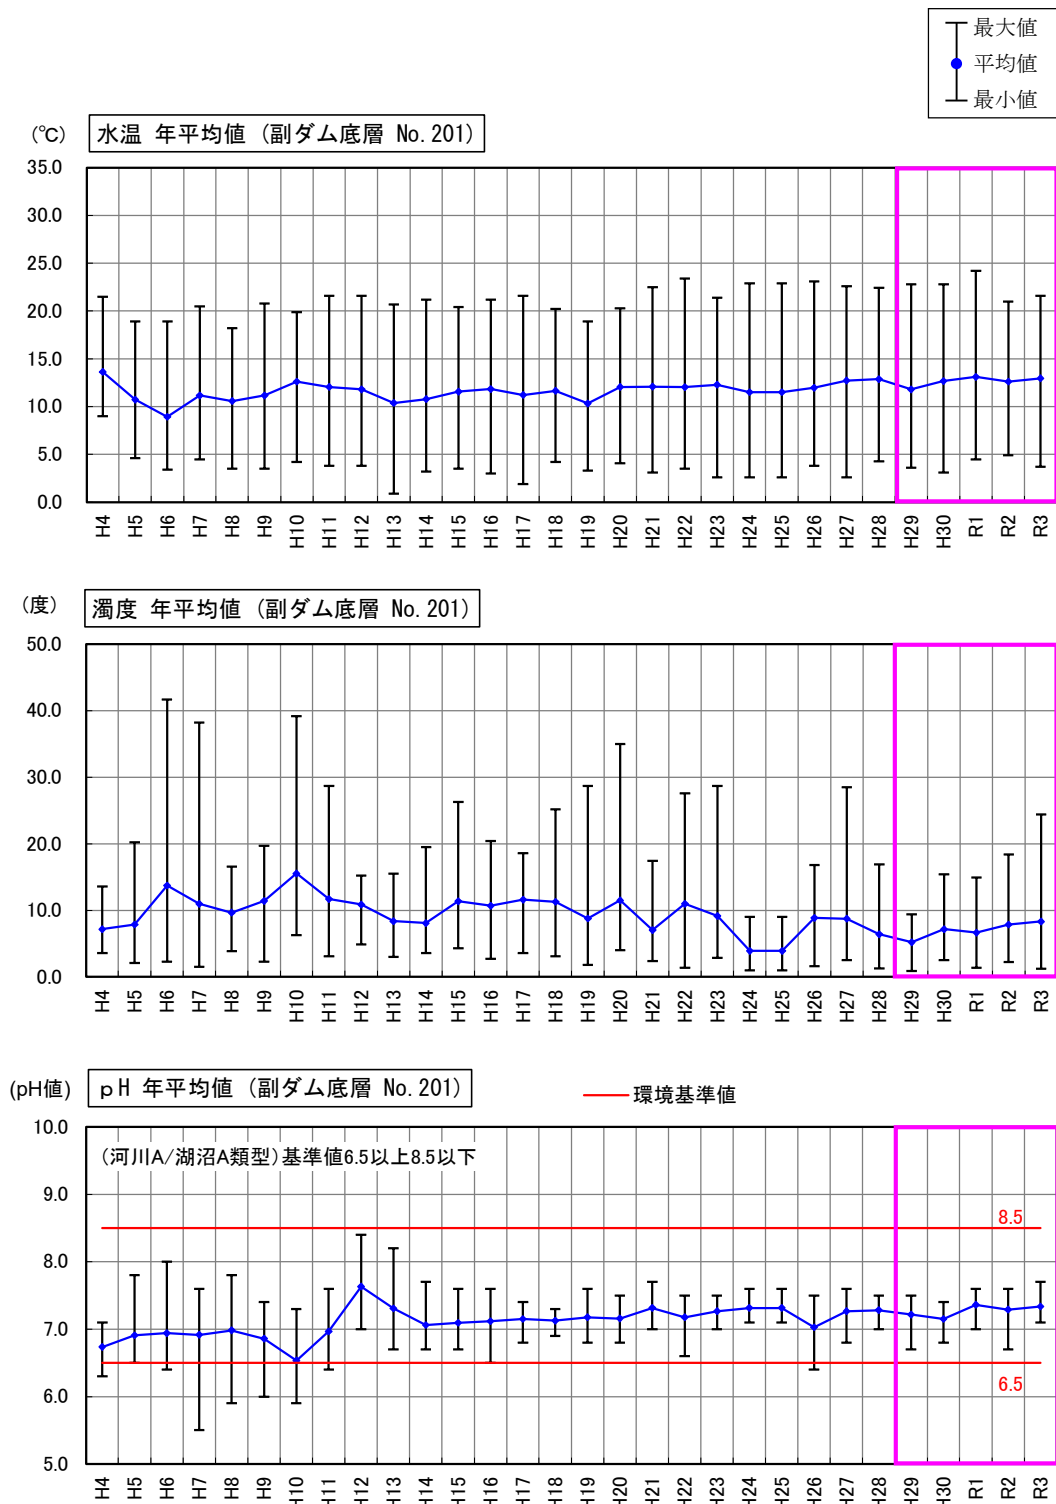 最大値
平均値
最小値
(℃)
水温 年平均値 (副ダム底層 No.201)
35.0
30.0
25.0
20.0
15.0
10.0
5.0
0.0
H4 H5 H6 H7 H8 H9 H10 H11 H12 H13 H14 H15 H16 H17 H18 H19 H20 H21 H22 H23 H24 H25 H26 H27 H28 H29 H30 R1 R2 R3
(度)
濁度 年平均値 (副ダム底層 No.201)
50.0
40.0
30.0
20.0
10.0
0.0
H4 H5 H6 H7 H8 H9 H10 H11 H12 H13 H14 H15 H16 H17 H18 H19 H20 H21 H22 H23 H24 H25 H26 H27 H28 H29 H30 R1 R2 R3
(pH値)
pH 年平均値 (副ダム底層 No.201)
環境基準値
10.0
(河川A/湖沼A類型)基準値6.5以上8.5以下
9.0
8.5
8.0
7.0
6.5
6.0
5.0
H4 H5 H6 H7 H8 H9 H10 H11 H12 H13 H14 H15 H16 H17 H18 H19 H20 H21 H22 H23 H24 H25 H26 H27 H28 H29 H30 R1 R2 R3